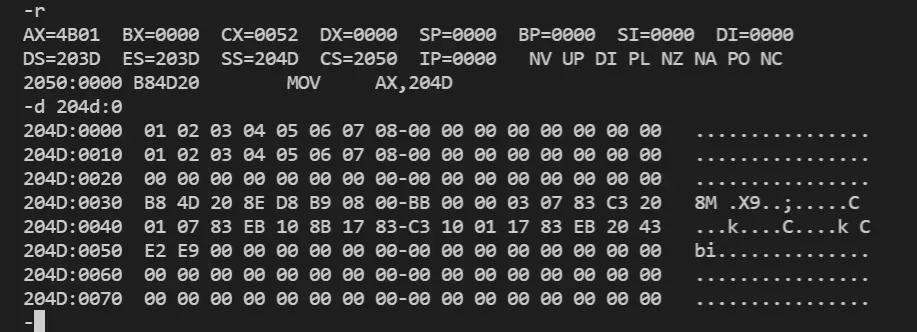 -r
AX=4B01  BX=0000  CX=0052  DX=0000  SP=0000  BP=0000  SI=0000  DI=0000
DS=203D  ES=203D  SS=204D  CS=2050  IP=0000   NV UP DI PL NZ NA PO NC
2050:0000 B84D20        MOV     AX,204D
-d 204d:0
204D:0000  01 02 03 04 05 06 07 08-00 00 00 00 00 00 00 00   ................
204D:0010  01 02 03 04 05 06 07 08-00 00 00 00 00 00 00 00   ................
204D:0020  00 00 00 00 00 00 00 00-00 00 00 00 00 00 00 00   ................
204D:0030  B8 4D 20 8E D8 B9 08 00-BB 00 00 03 07 83 C3 20   8M .X9..;.....C
204D:0040  01 07 83 EB 10 8B 17 83-C3 10 01 17 83 EB 20 43   ...k....C....k C
204D:0050  E2 E9 00 00 00 00 00 00-00 00 00 00 00 00 00 00   bi..............
204D:0060  00 00 00 00 00 00 00 00-00 00 00 00 00 00 00 00   ................
204D:0070  00 00 00 00 00 00 00 00-00 00 00 00 00 00 00 00   ................
-